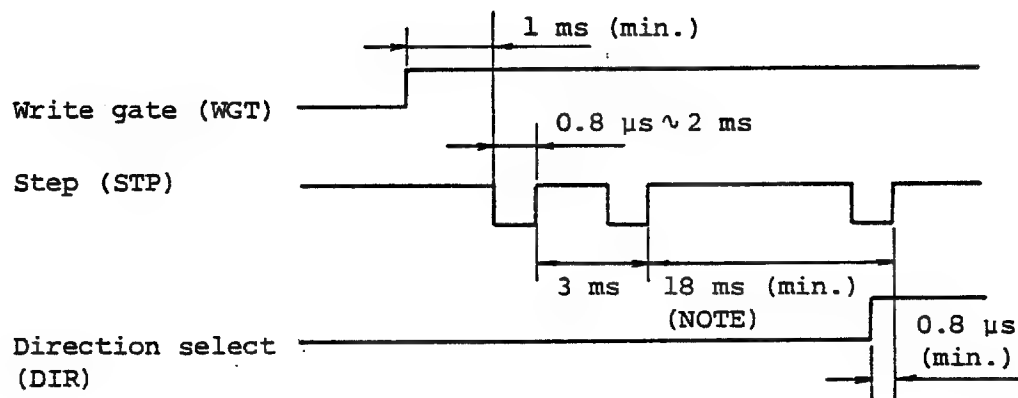 1 ms (min.)
Write gate (WGT)
0.8 µs ~ 2 ms
Step (STP)
3 ms
18 ms (min.)
(NOTE)
Direction select
(DIR)
0.8 µs
(min.)